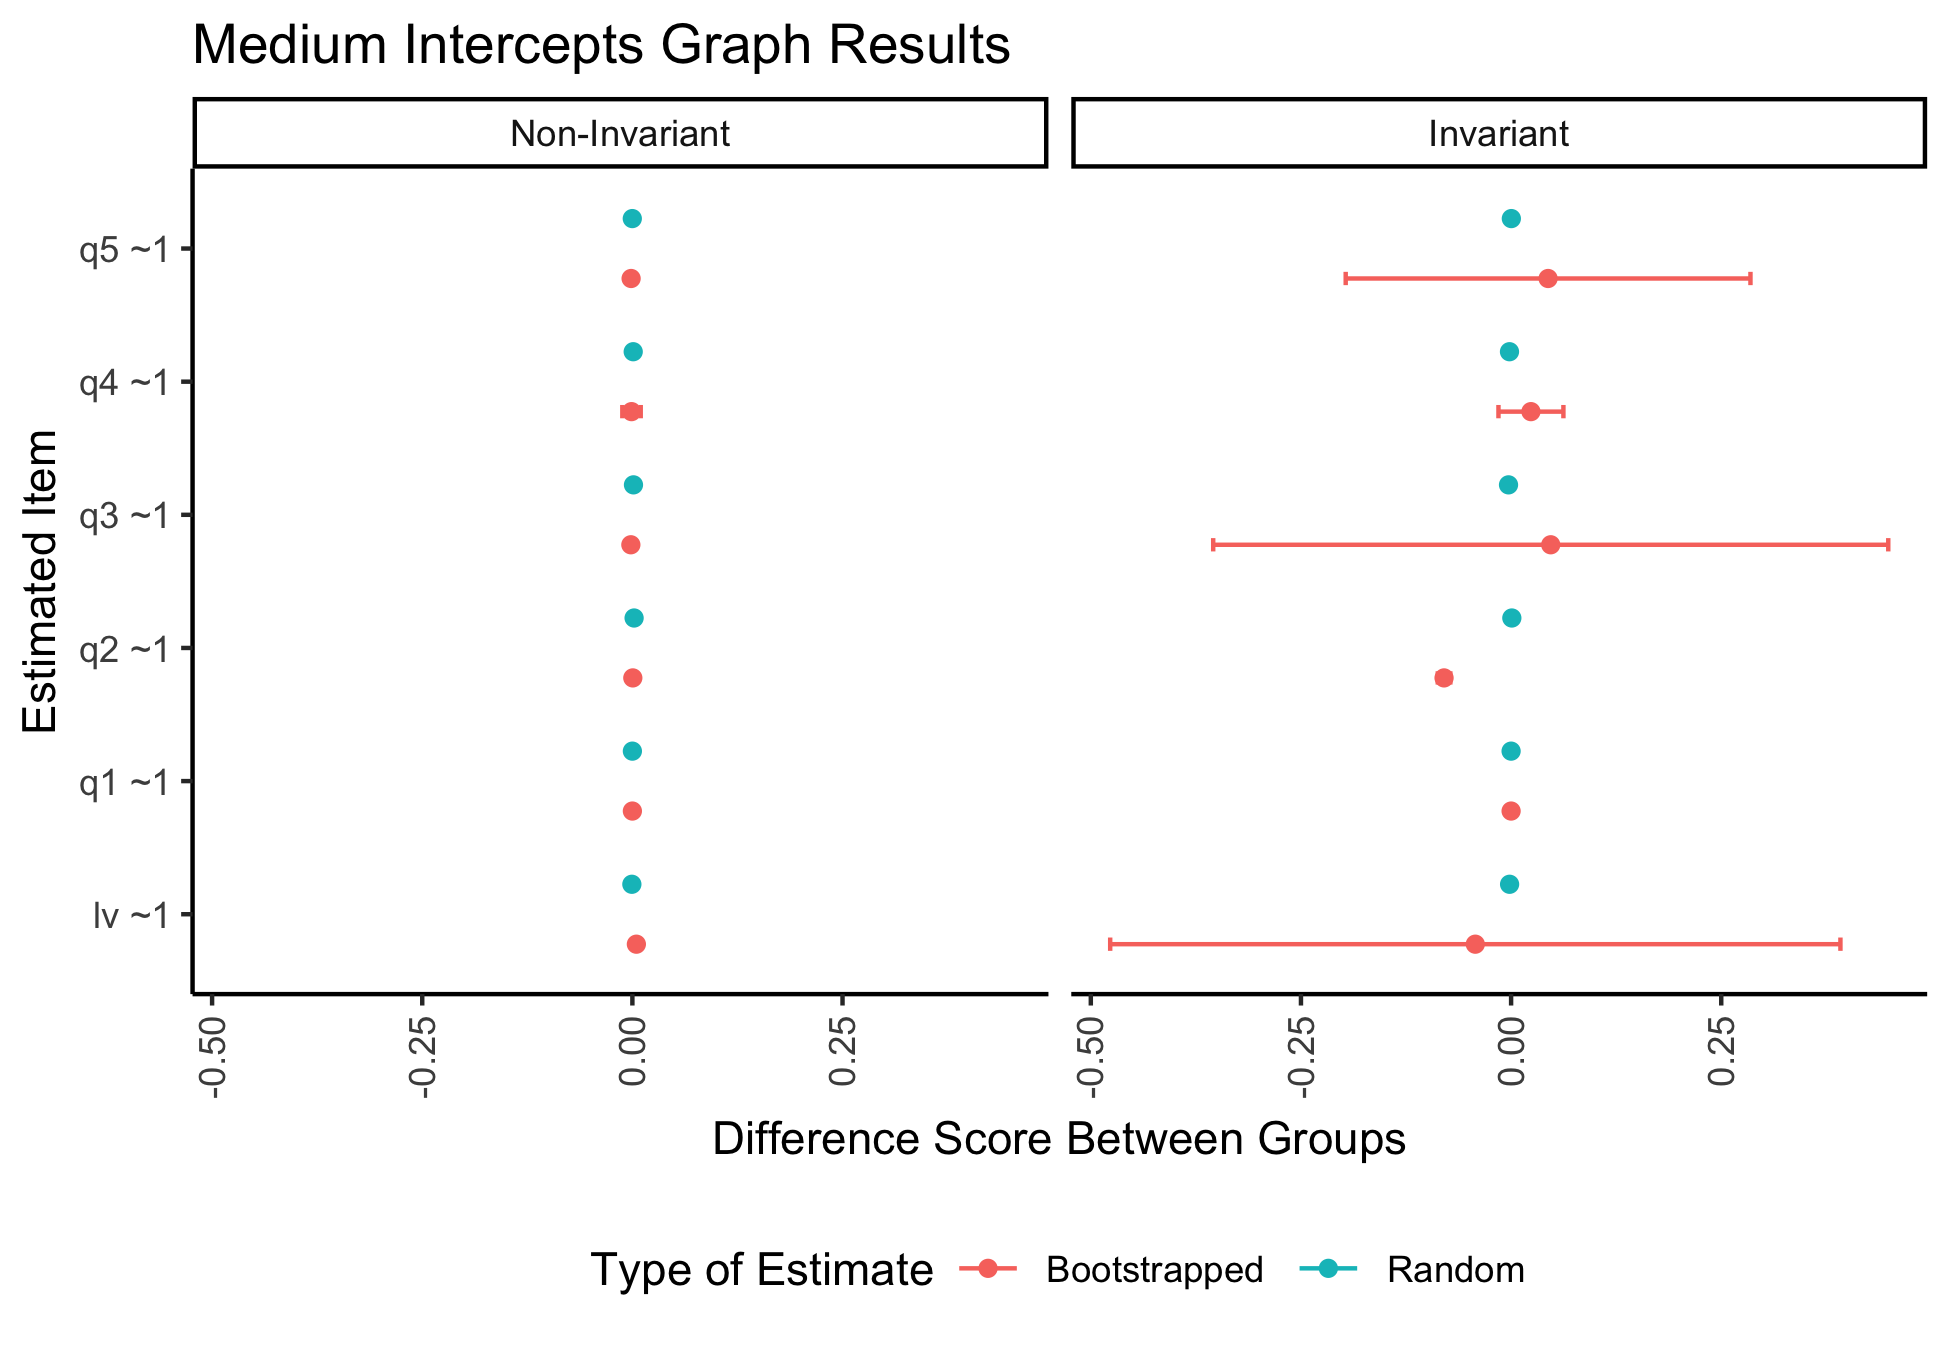 Medium Intercepts Graph Results
Non-Invariant
Invariant
Estimated Item
q5 ~1
q4 ~1
q3 ~1
q2 ~1
q1 ~1
lv ~1
-0.50
-0.25
0.00
0.25
-0.50
-0.25
0.00
0.25
Difference Score Between Groups
Type of Estimate Bootstrapped Random